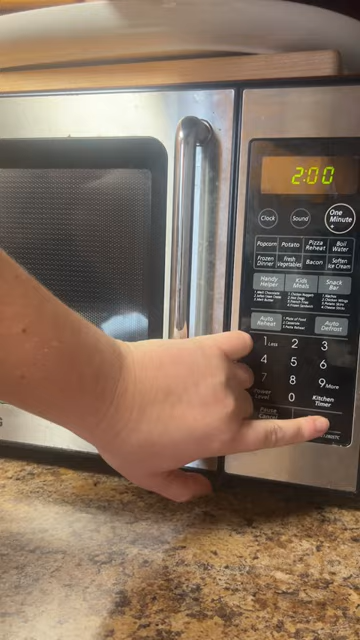 2:00
Clock Sound One Minute +
Popcorn Potato Pizza Reheat Boil Water
Frozen Dinner Fresh Vegetables Bacon Soften Ice Cream
Handy Helper Kids Meals Snack Bar
Auto Reheat Auto Defrost
1 Less 2 3
4 5 6
7 8 9 More
Power Level 0 Kitchen Timer
Pause Cancel